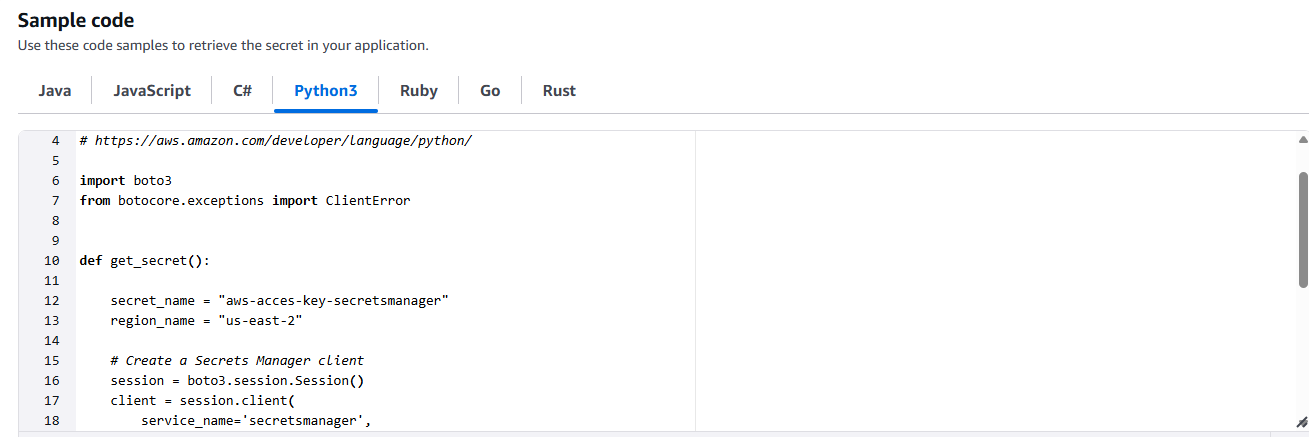 Sample code
Use these code samples to retrieve the secret in your application.
Java JavaScript C# Python3 Ruby Go Rust
4 # https://aws.amazon.com/developer/language/python/
5
6 import boto3
7 from botocore.exceptions import ClientError
8
9
10 def get_secret():
11
12     secret_name = "aws-acces-key-secretsmanager"
13     region_name = "us-east-2"
14
15     # Create a Secrets Manager client
16     session = boto3.session.Session()
17     client = session.client(
18         service_name='secretsmanager',